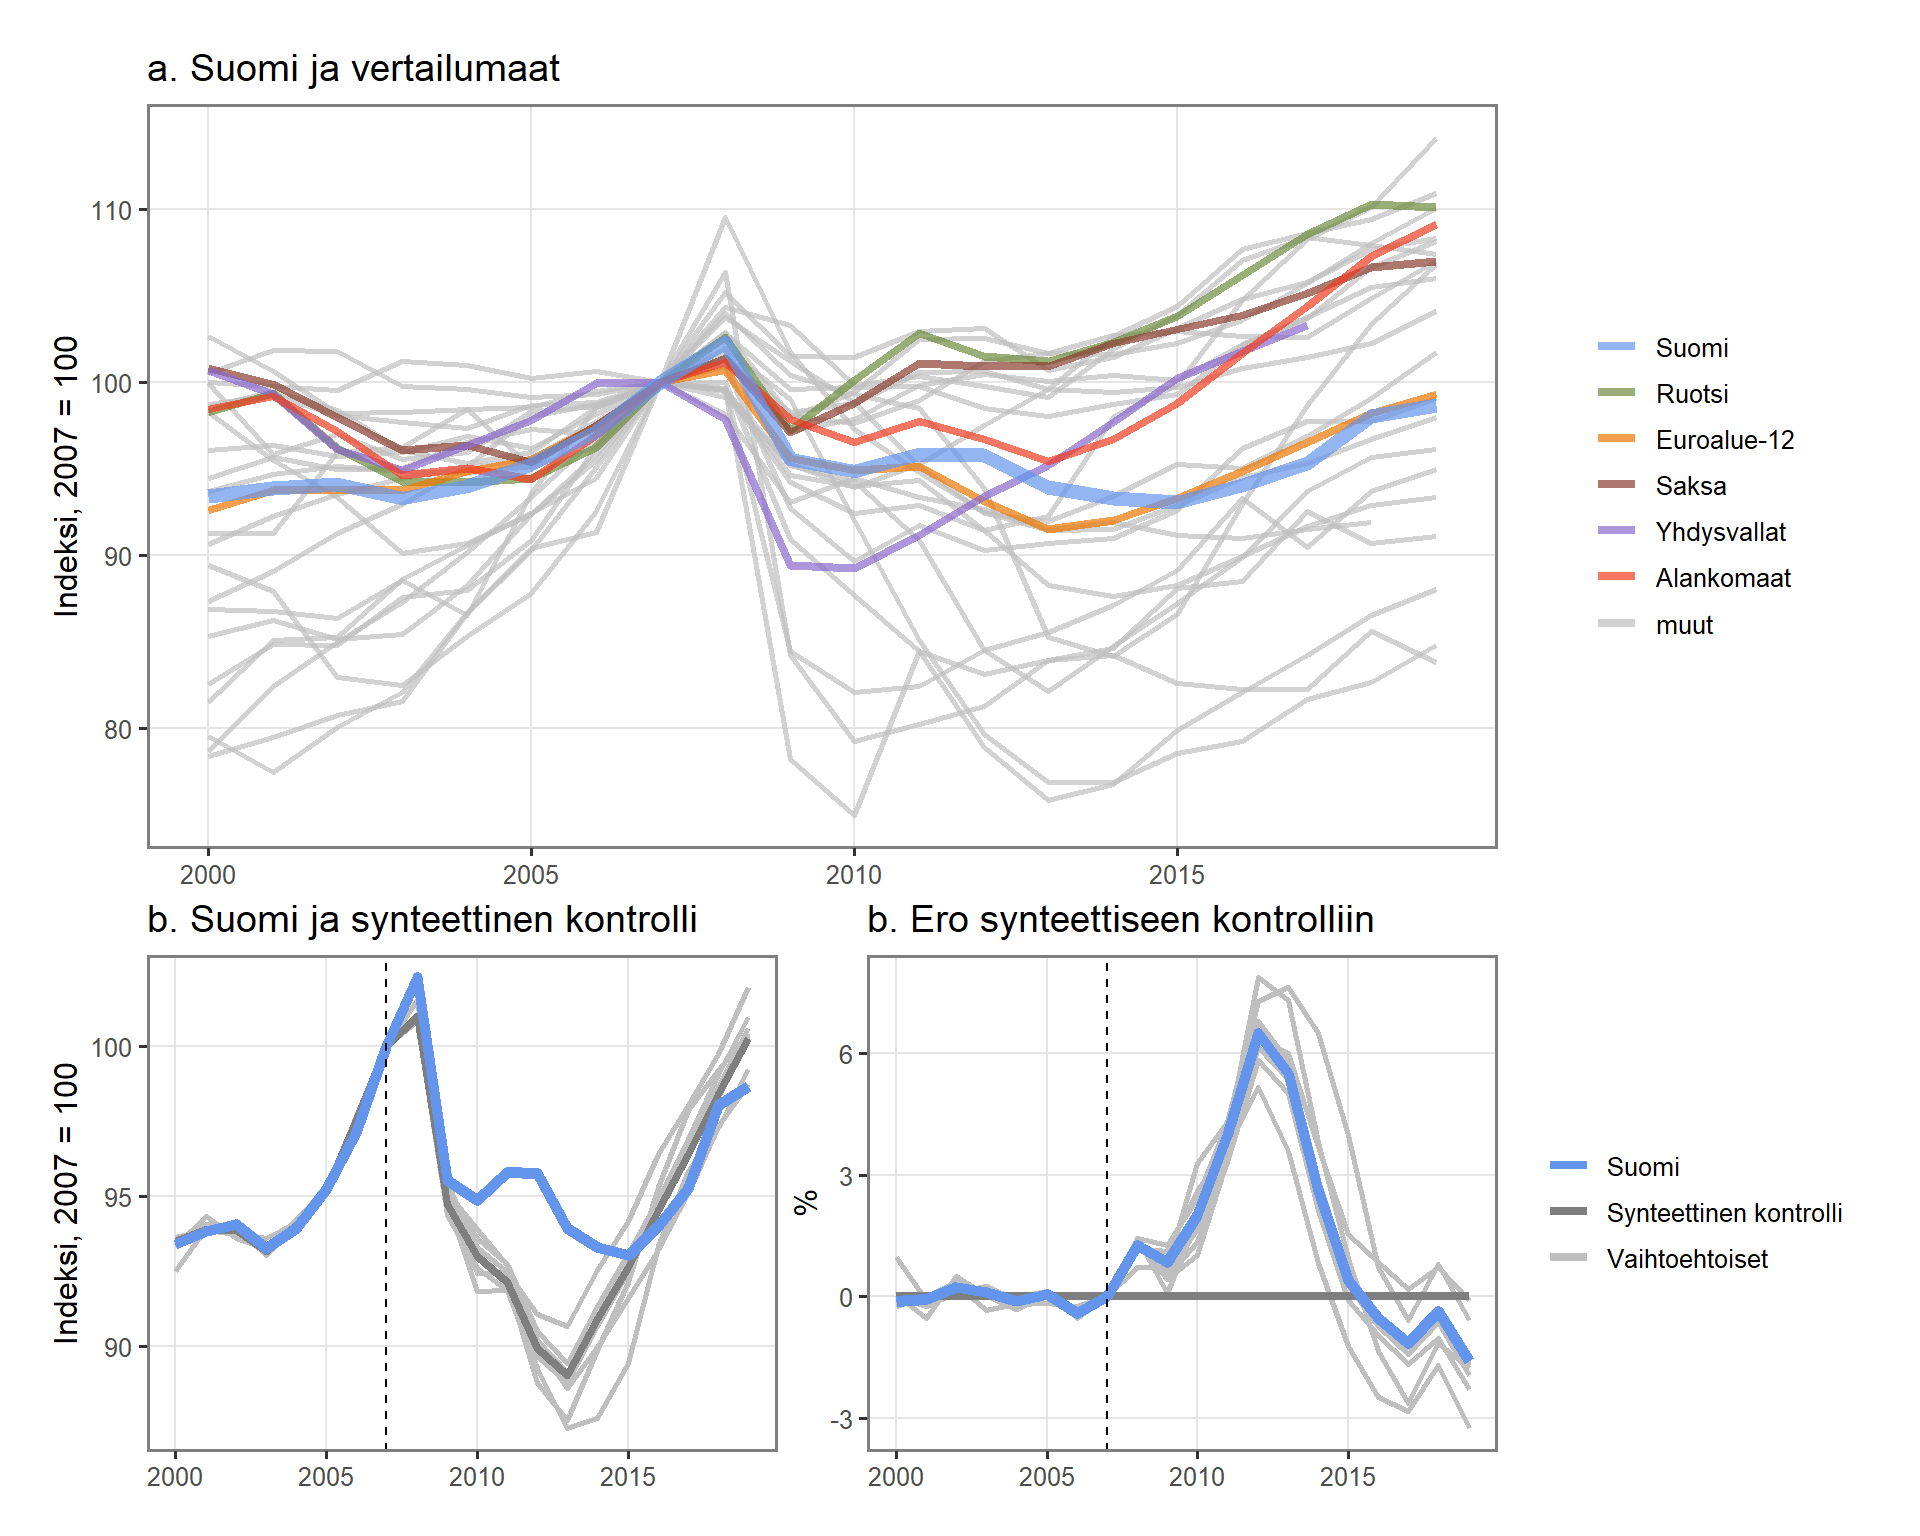 a. Suomi ja vertailumaat
Indeksi, 2007 = 100
110
100
90
80
2000
2005
2010
2015
Suomi
Ruotsi
Euroalue-12
Saksa
Yhdysvallat
Alankomaat
muut
b. Suomi ja synteettinen kontrolli
Indeksi, 2007 = 100
100
95
90
2000
2005
2010
2015
b. Ero synteettiseen kontrolliin
%
6
3
0
-3
2000
2005
2010
2015
Suomi
Synteettinen kontrolli
Vaihtoehtoiset